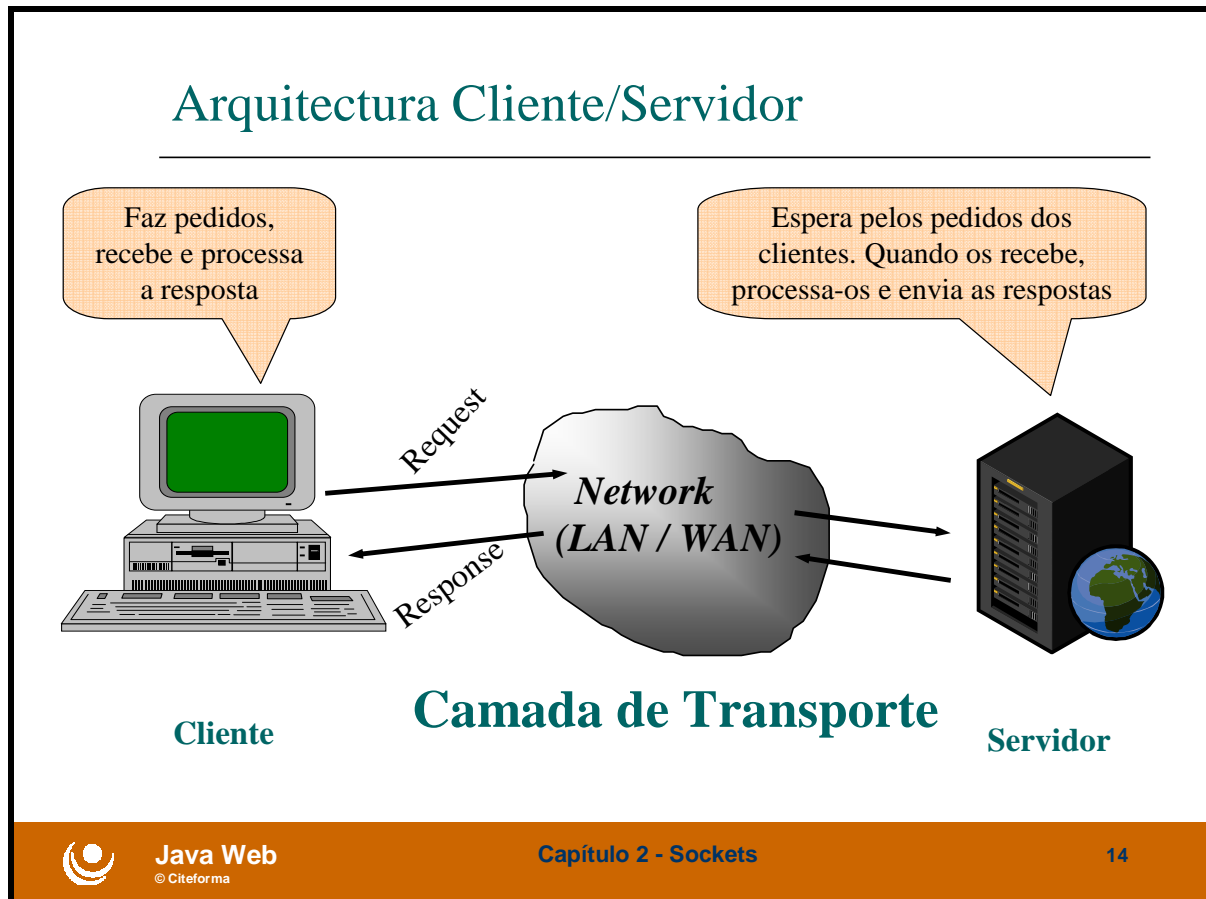 Arquitectura Cliente/Servidor
Faz pedidos,
recebe e processa
a resposta
Espera pelos pedidos dos
clientes. Quando os recebe,
processa-os e envia as respostas
Request
Network
(LAN / WAN)
Response
Camada de Transporte
Cliente
Servidor
Java Web
© Citeforma
Capítulo 2 - Sockets
14